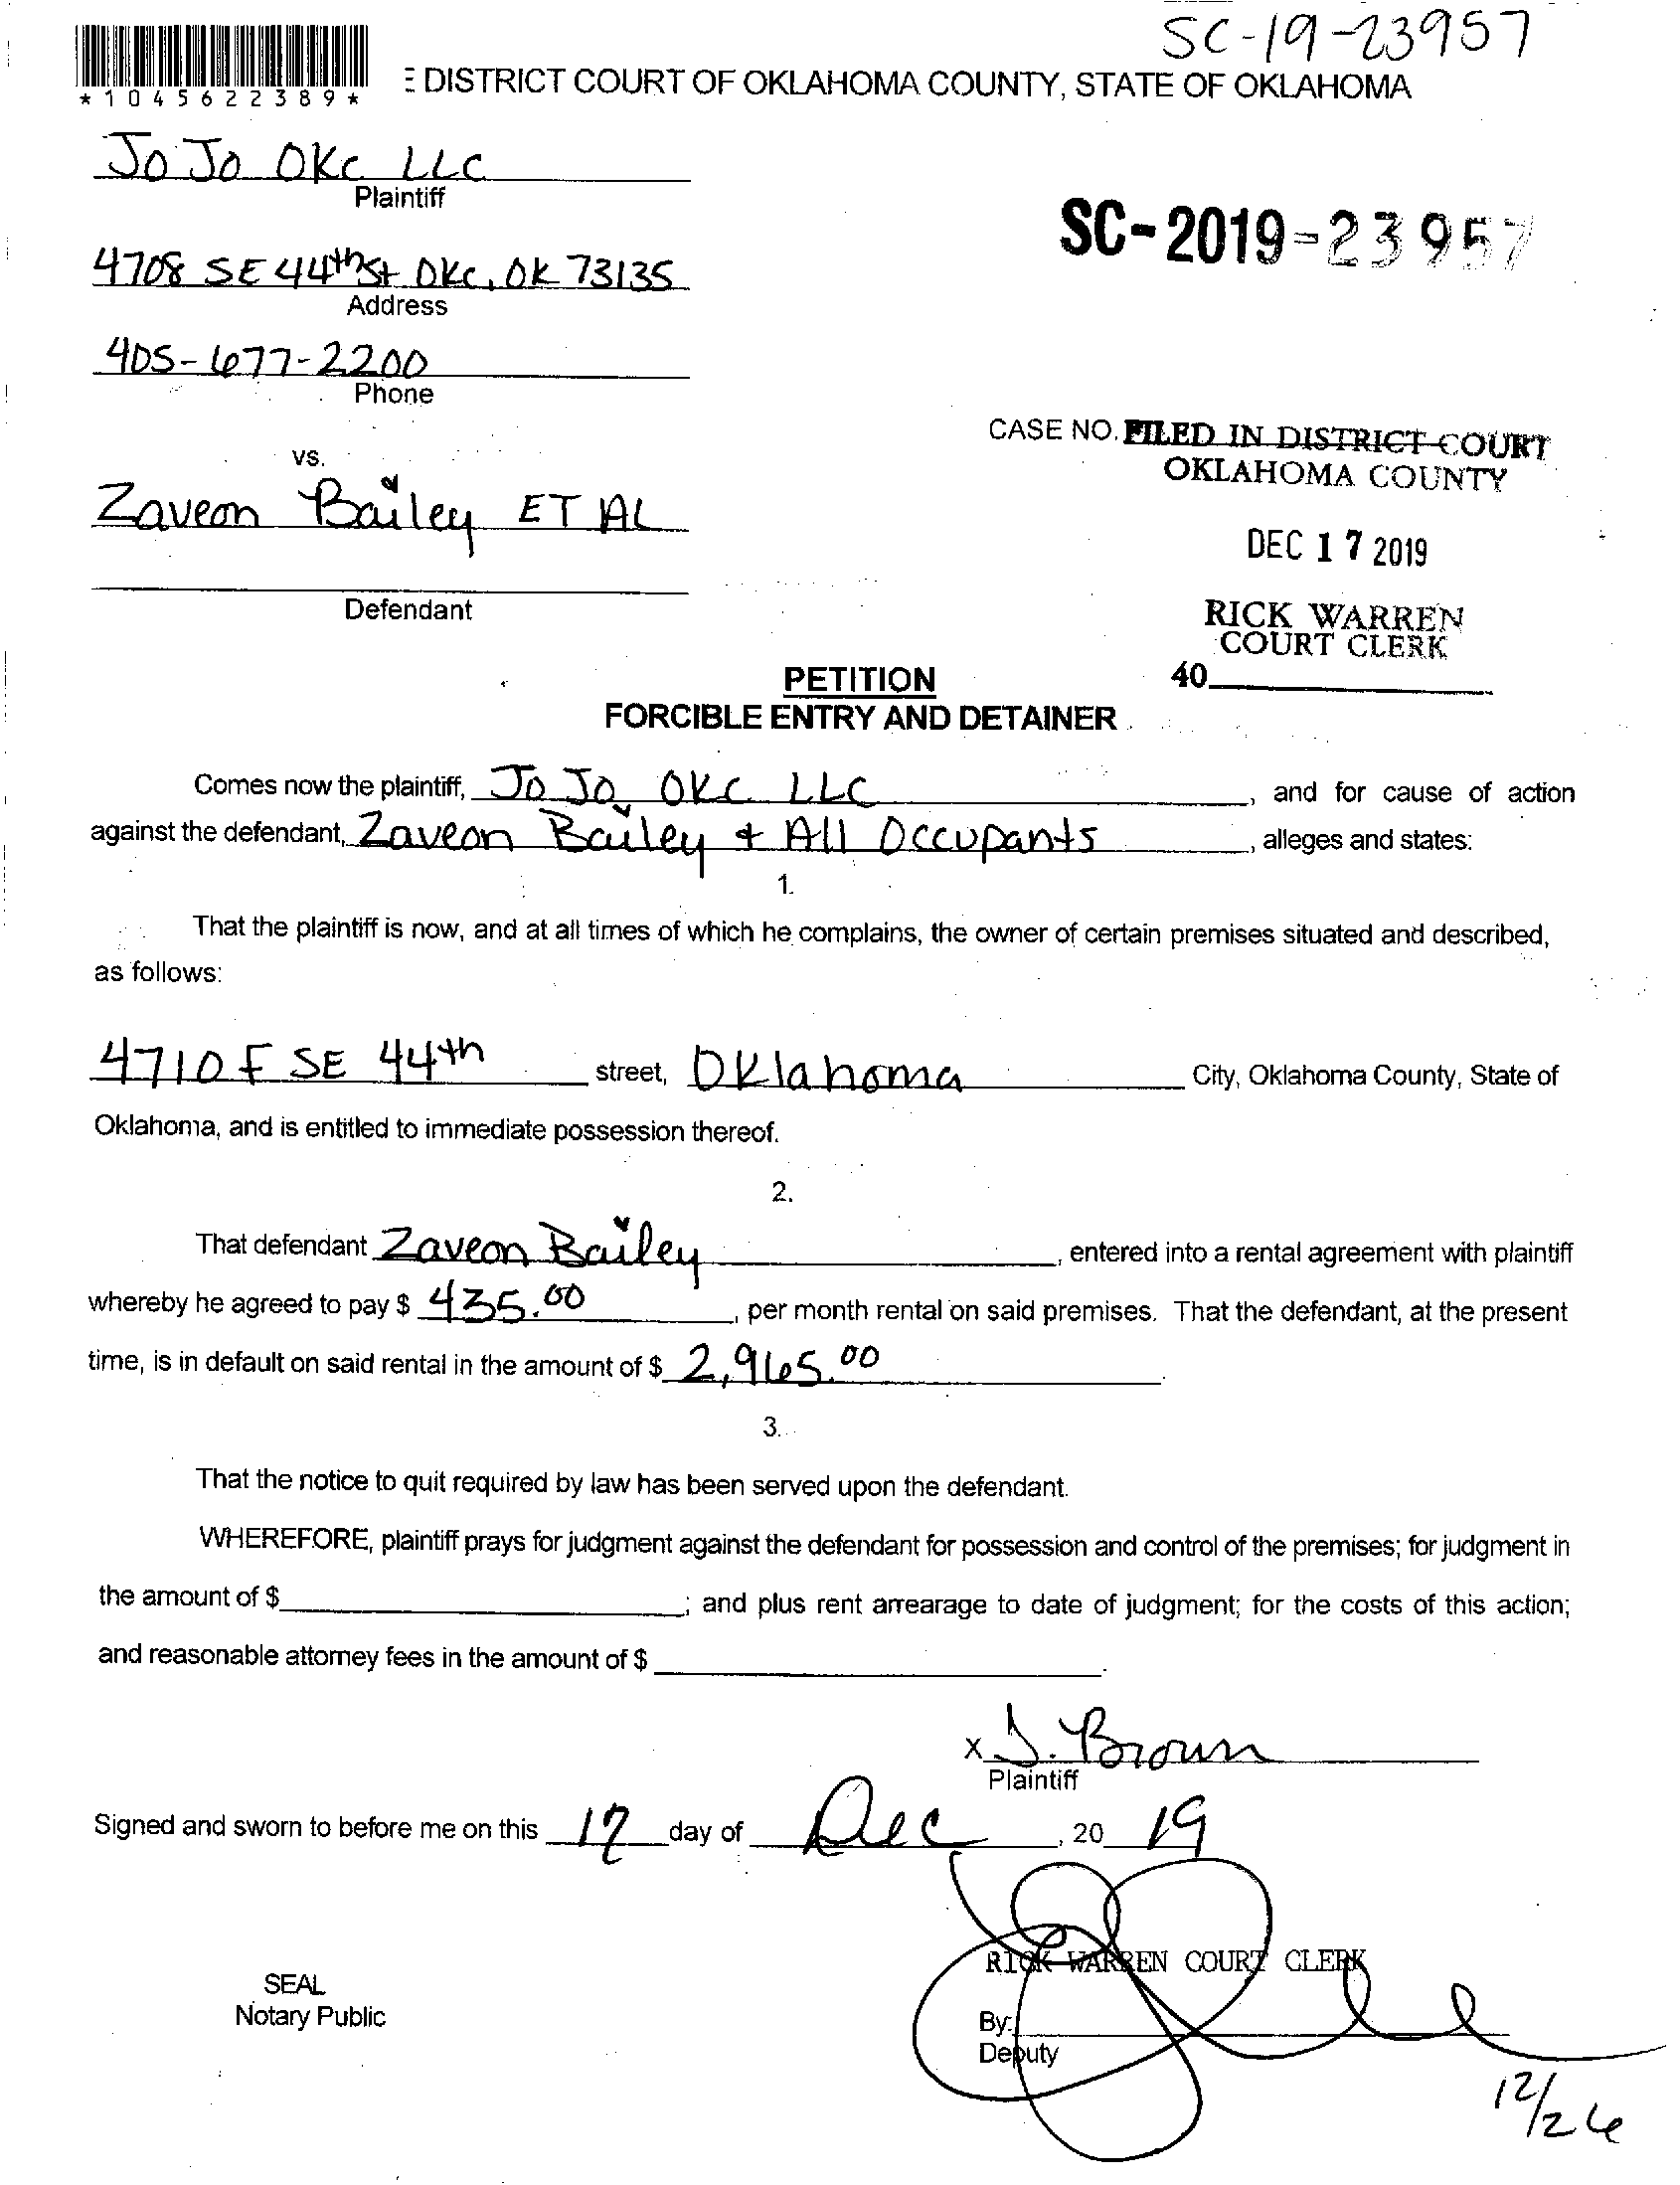 SC-19-23957
*1045622389*
DISTRICT COURT OF OKLAHOMA COUNTY, STATE OF OKLAHOMA
Jo Jo OKC LLC
Plaintiff
SC-2019-23957
4708 SE 44th St OKC, OK 73135
Address
405-677-2200
Phone
CASE NO. FILED IN DISTRICT COURT
OKLAHOMA COUNTY
vs.
Zaveon Bailey ET AL
DEC 17 2019
Defendant
RICK WARREN
COURT CLERK
40
PETITION
FORCIBLE ENTRY AND DETAINER
Comes now the plaintiff, Jo Jo OKC LLC, and for cause of action
against the defendant, Zaveon Bailey + All Occupants, alleges and states:
1.
That the plaintiff is now, and at all times of which he complains, the owner of certain premises situated and described,
as follows:
4710 F SE 44th street, Oklahoma City, Oklahoma County, State of
Oklahoma, and is entitled to immediate possession thereof.
2.
That defendant Zaveon Bailey, entered into a rental agreement with plaintiff
whereby he agreed to pay $ 435.00, per month rental on said premises. That the defendant, at the present
time, is in default on said rental in the amount of $ 2,965.00.
3.
That the notice to quit required by law has been served upon the defendant.
WHEREFORE, plaintiff prays for judgment against the defendant for possession and control of the premises; for judgment in
the amount of $ ; and plus rent arrearage to date of judgment; for the costs of this action;
and reasonable attorney fees in the amount of $ .
x J. Brown
Plaintiff
Signed and sworn to before me on this 17 day of Dec, 20 19
RICK WARREN COURT CLERK
SEAL
Notary Public
By:
Deputy
12/26